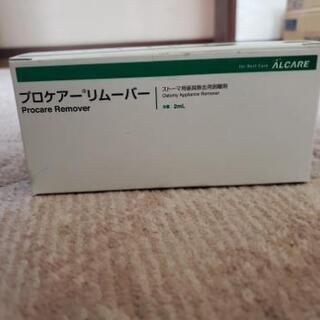 for Best Care ALCARE
プロケアー®リムーバー
Procare Remover
ストーマ用装具除去用剥離剤
Ostomy Appliance Remover
2mL